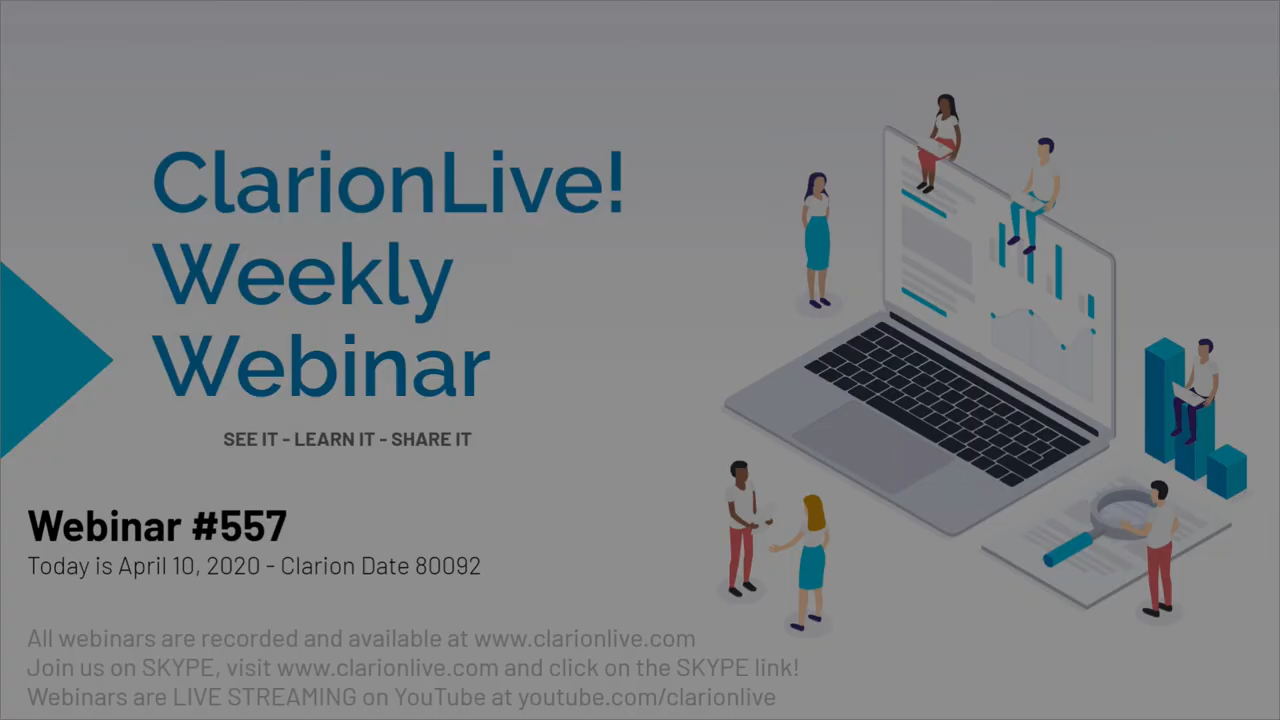 ClarionLive!
Weekly
Webinar
SEE IT - LEARN IT - SHARE IT
Webinar #557
Today is April 10, 2020 - Clarion Date 80092
All webinars are recorded and available at www.clarionlive.com
Join us on SKYPE, visit www.clarionlive.com and click on the SKYPE link!
Webinars are LIVE STREAMING on YouTube at youtube.com/clarionlive